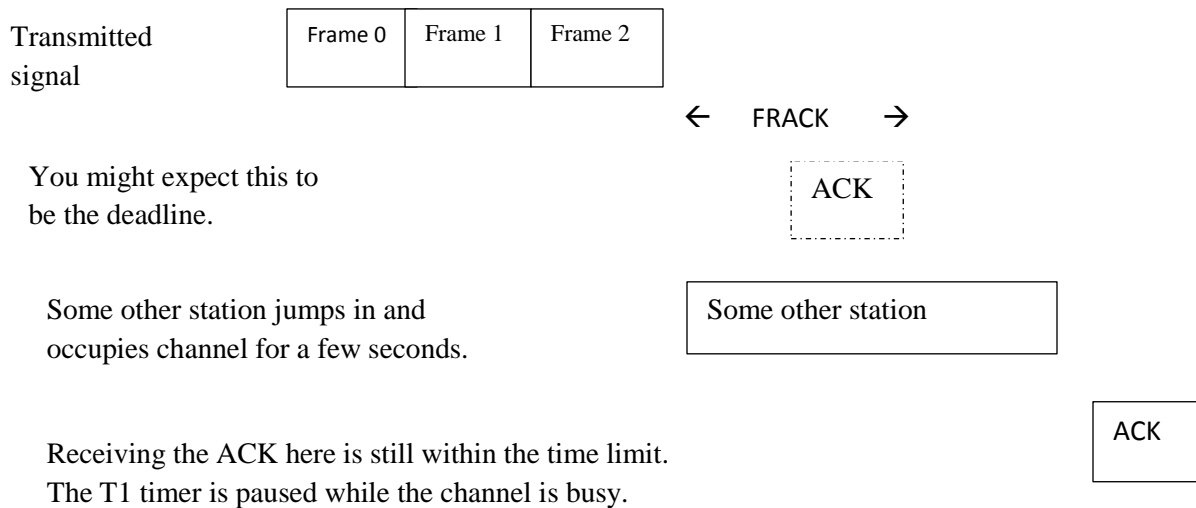 Transmitted
signal
Frame 0
Frame 1
Frame 2
← FRACK →
You might expect this to
be the deadline.
ACK
Some other station jumps in and
occupies channel for a few seconds.
Some other station
ACK
Receiving the ACK here is still within the time limit.
The T1 timer is paused while the channel is busy.